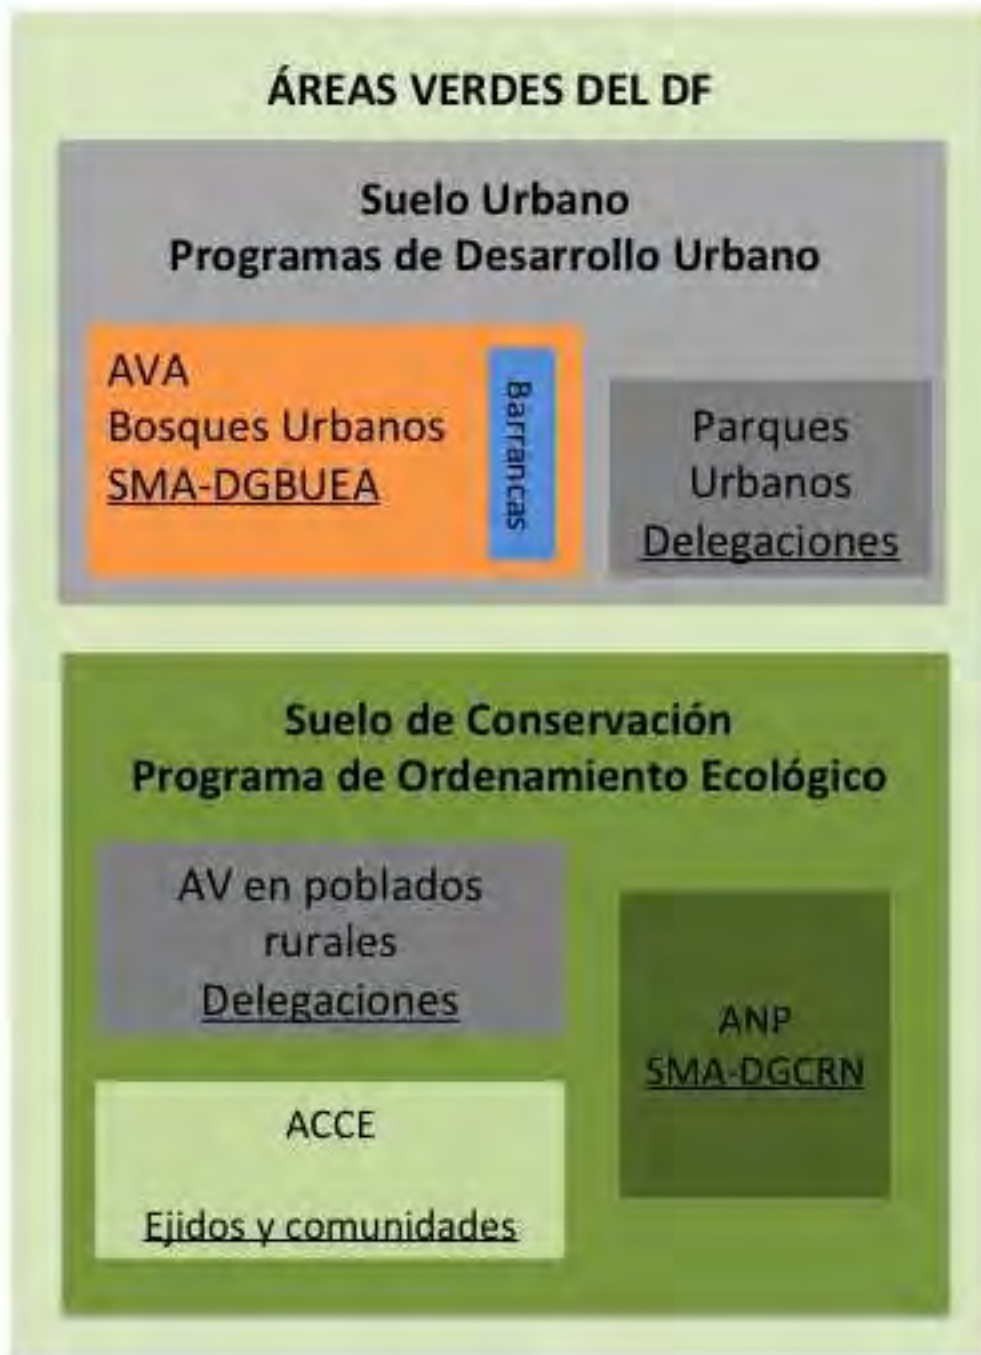 ÁREAS VERDES DEL DF
Suelo Urbano
Programas de Desarrollo Urbano
AVA
Bosques Urbanos
SMA-DGBUEA
Barrancas
Parques
Urbanos
Delegaciones
Suelo de Conservación
Programa de Ordenamiento Ecológico
AV en poblados
rurales
Delegaciones
ANP
SMA-DGCRN
ACCE
Ejidos y comunidades